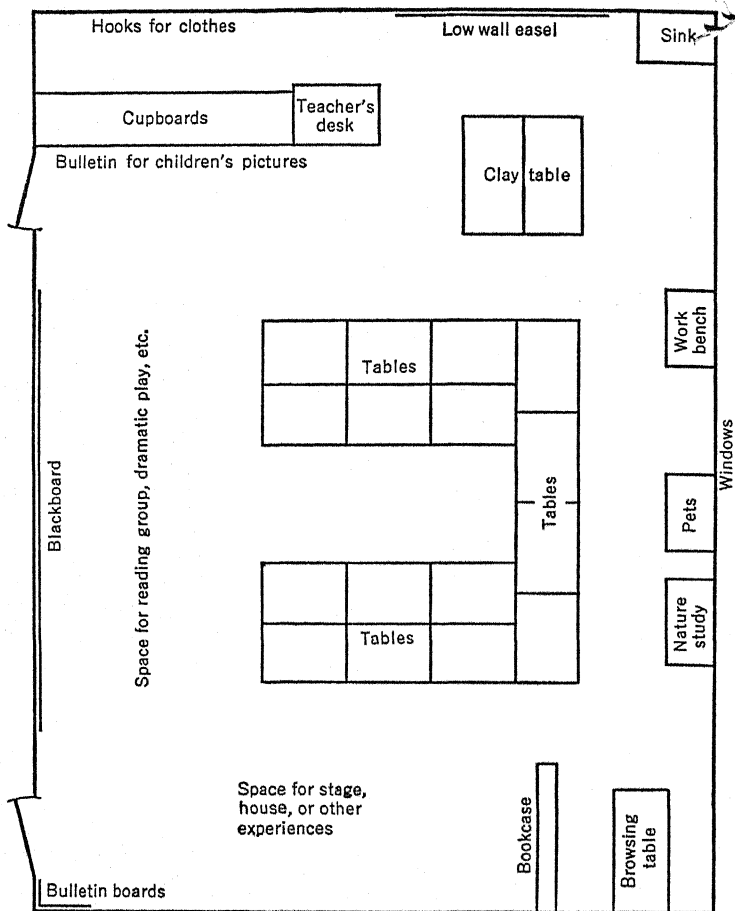 Hooks for clothes
Low wall easel
Sink
Cupboards
Teacher's
desk
Bulletin for children's pictures
Clay table
Work
bench
Tables
Space for reading group, dramatic play, etc.
Blackboard
Tables
Windows
Pets
Nature
study
Tables
Space for stage,
house, or other
experiences
Bookcase
Browsing
table
Bulletin boards